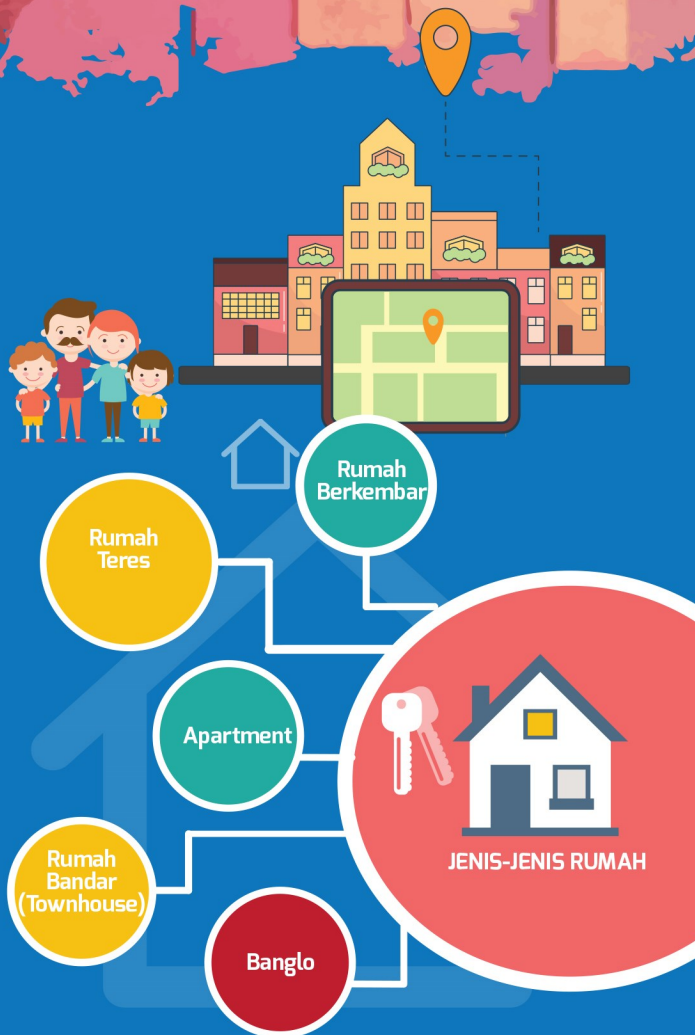 Rumah
Berkembar
Rumah
Teres
Apartment
JENIS-JENIS RUMAH
Rumah
Bandar
(Townhouse)
Banglo